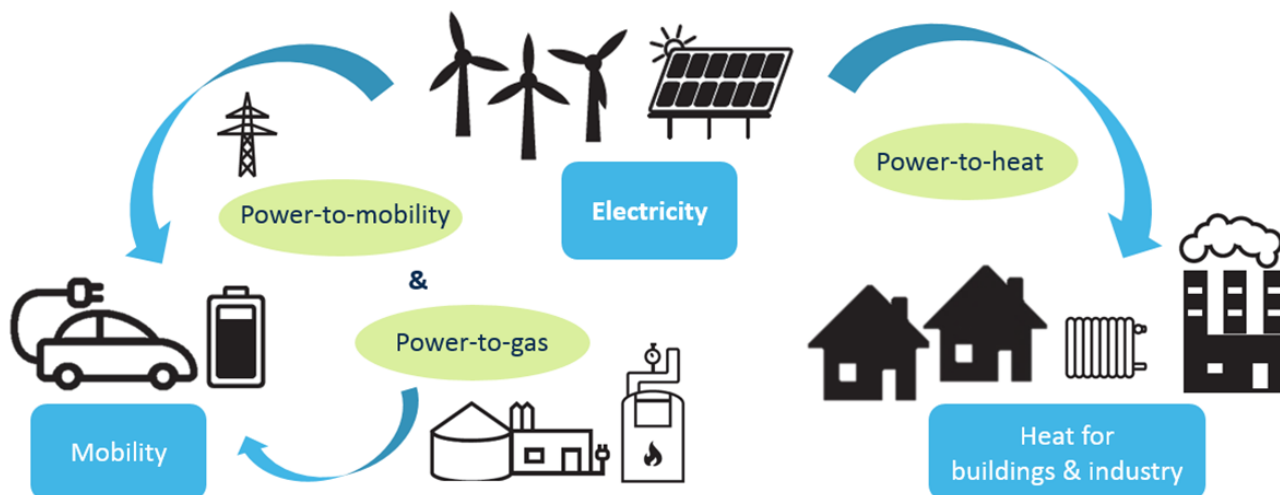 Power-to-heat
Power-to-mobility
Electricity
&
Power-to-gas
Mobility
Heat for
buildings & industry